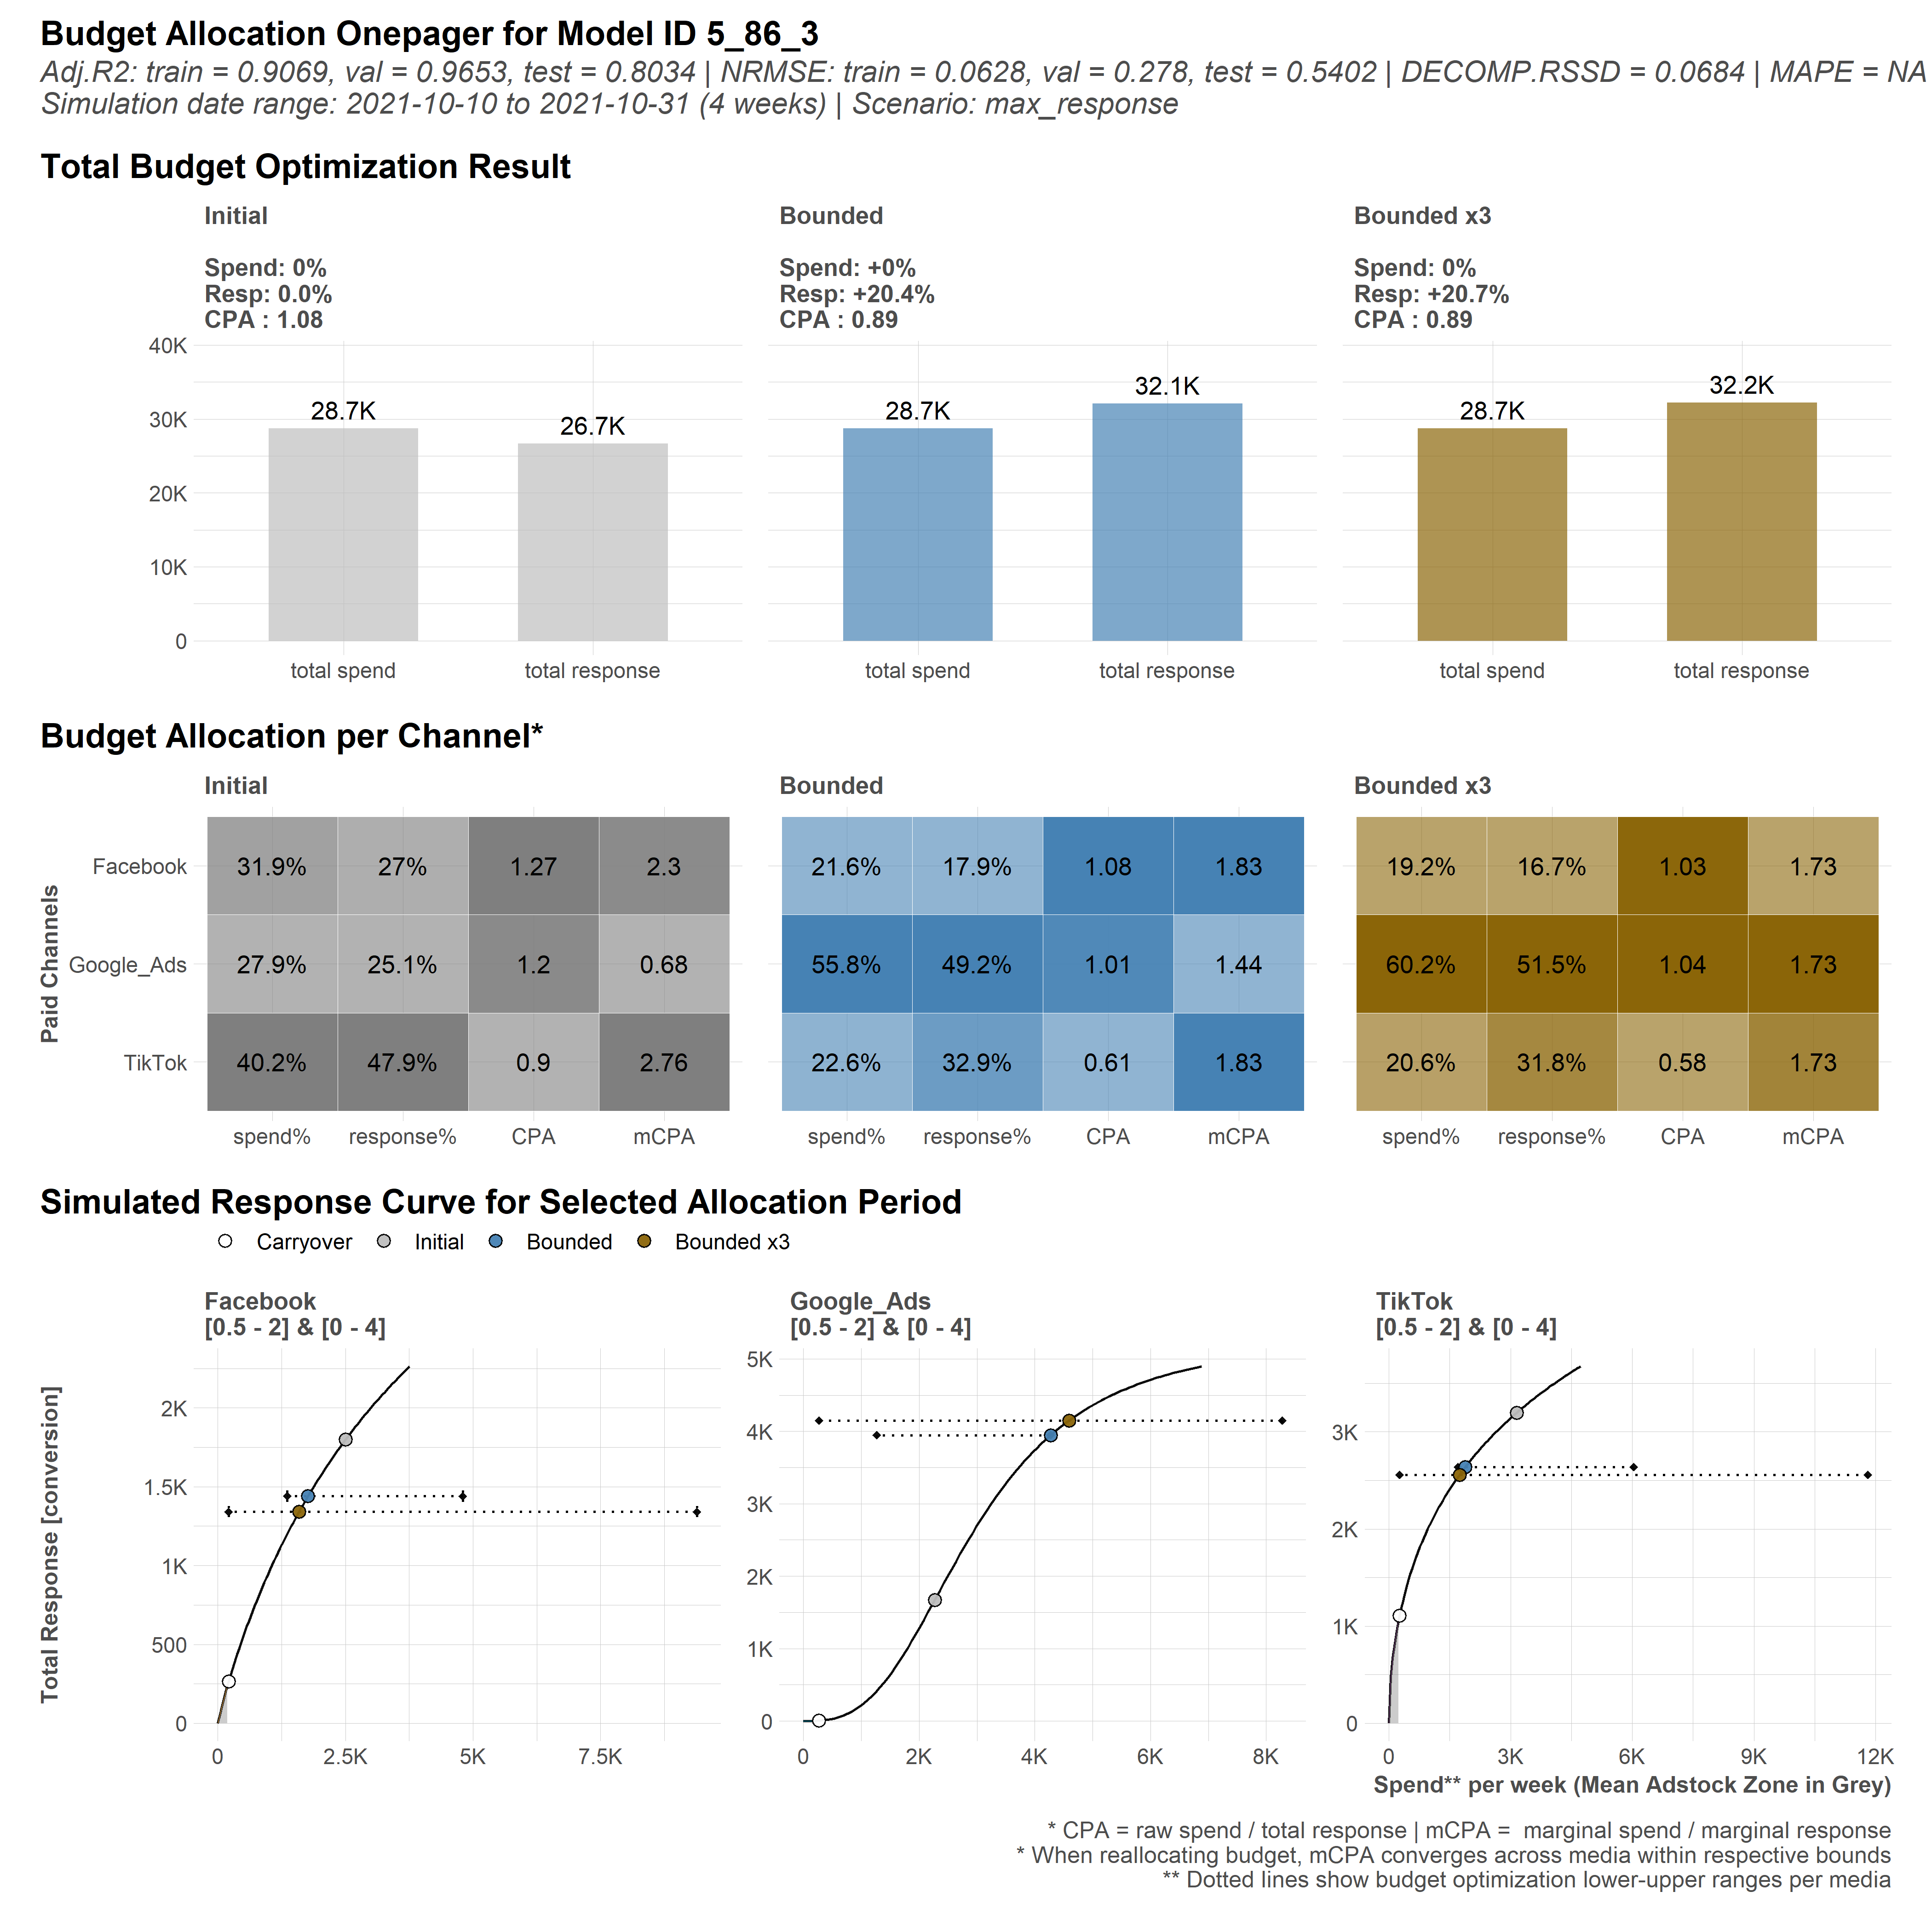 Budget Allocation Onepager for Model ID 5_86_3
Adj.R2: train = 0.9069, val = 0.9653, test = 0.8034 | NRMSE: train = 0.0628, val = 0.278, test = 0.5402 | DECOMP.RSSD = 0.0684 | MAPE = NA
Simulation date range: 2021-10-10 to 2021-10-31 (4 weeks) | Scenario: max_response
Total Budget Optimization Result
Initial
Spend: 0%
Resp: 0.0%
CPA : 1.08
Bounded
Spend: +0%
Resp: +20.4%
CPA : 0.89
Bounded x3
Spend: 0%
Resp: +20.7%
CPA : 0.89
40K
30K
20K
10K
0
28.7K 26.7K
28.7K 32.1K
28.7K 32.2K
total spend total response
total spend total response
total spend total response
Budget Allocation per Channel*
Initial Bounded Bounded x3
Paid Channels
Facebook 31.9% 27% 1.27 2.3 21.6% 17.9% 1.08 1.83 19.2% 16.7% 1.03 1.73
Google_Ads 27.9% 25.1% 1.2 0.68 55.8% 49.2% 1.01 1.44 60.2% 51.5% 1.04 1.73
TikTok 40.2% 47.9% 0.9 2.76 22.6% 32.9% 0.61 1.83 20.6% 31.8% 0.58 1.73
spend% response% CPA mCPA spend% response% CPA mCPA spend% response% CPA mCPA
Simulated Response Curve for Selected Allocation Period
Carryover Initial Bounded Bounded x3
Total Response [conversion]
Facebook
[0.5 - 2] & [0 - 4]
2K
1.5K
1K
500
0
0 2.5K 5K 7.5K
Google_Ads
[0.5 - 2] & [0 - 4]
5K
4K
3K
2K
1K
0
0 2K 4K 6K 8K
TikTok
[0.5 - 2] & [0 - 4]
3K
2K
1K
0
0 3K 6K 9K 12K
Spend** per week (Mean Adstock Zone in Grey)
* CPA = raw spend / total response | mCPA =  marginal spend / marginal response
* When reallocating budget, mCPA converges across media within respective bounds
** Dotted lines show budget optimization lower-upper ranges per media